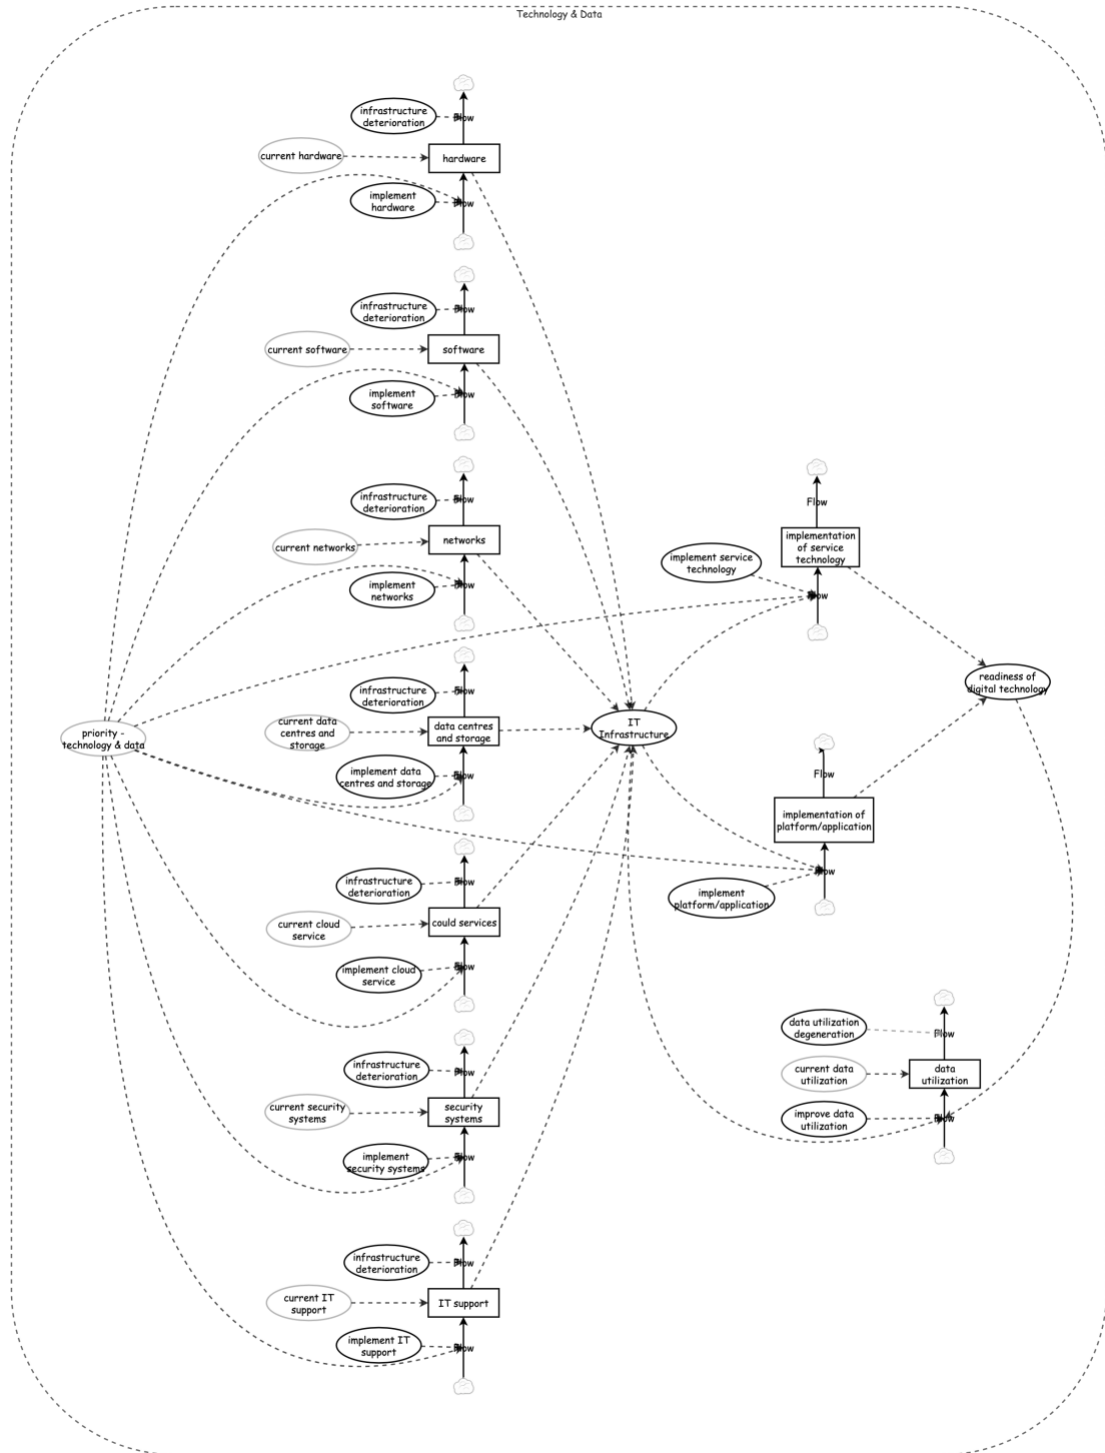 Technology & Data
infrastructure
deterioration
Flow
current hardware
hardware
implement
hardware
Flow
infrastructure
deterioration
Flow
current software
software
implement
software
Flow
infrastructure
deterioration
Flow
current networks
networks
implement
networks
Flow
infrastructure
deterioration
Flow
current data
centres and
storage
data centres
and storage
implement data
centres and storage
Flow
priority -
technology & data
infrastructure
deterioration
Flow
current cloud
service
could services
implement cloud
service
Flow
infrastructure
deterioration
Flow
current security
systems
security
systems
implement
security systems
Flow
infrastructure
deterioration
Flow
current IT
support
IT support
implement IT
support
Flow
IT
Infrastructure
Flow
implementation
of service
technology
implement service
technology
Flow
readiness of
digital technology
Flow
implementation of
platform/application
implement
platform/application
Flow
data utilization
degeneration
Flow
current data
utilization
data
utilization
improve data
utilization
Flow